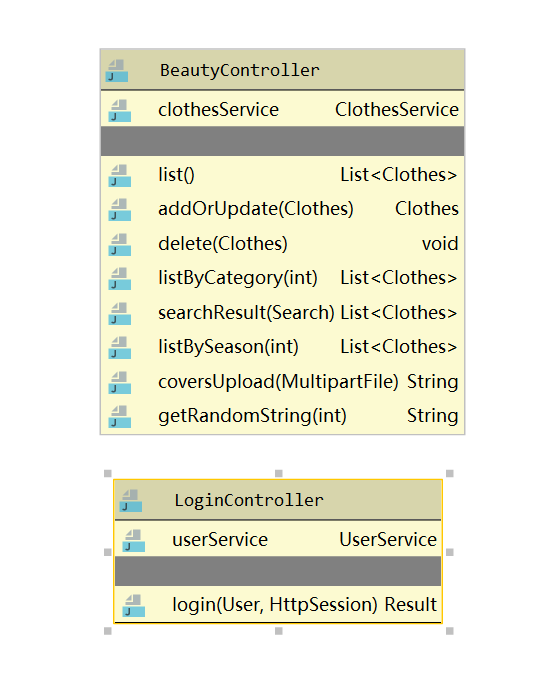 BeautyController
clothesService ClothesService
list() List<Clothes>
addOrUpdate(Clothes) Clothes
delete(Clothes) void
listByCategory(int) List<Clothes>
searchResult(Search) List<Clothes>
listBySeason(int) List<Clothes>
coversUpload(MultipartFile) String
getRandomString(int) String
LoginController
userService UserService
login(User, HttpSession) Result